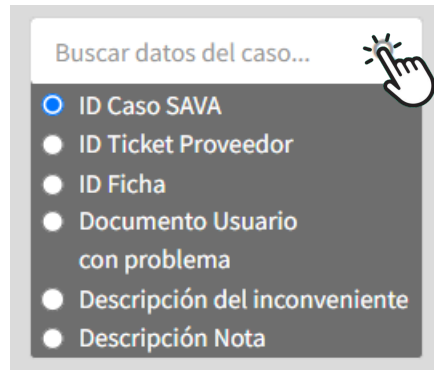 Buscar datos del caso...
ID Caso SAVA
ID Ticket Proveedor
ID Ficha
Documento Usuario
con problema
Descripción del inconveniente
Descripción Nota